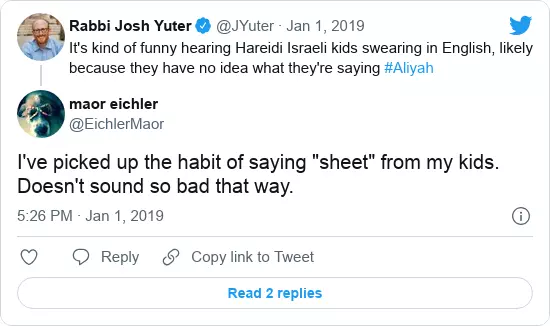 Rabbi Josh Yuter @JYuter · Jan 1, 2019
It's kind of funny hearing Hareidi Israeli kids swearing in English, likely
because they have no idea what they're saying #Aliyah
maor eichler
@EichlerMaor
I've picked up the habit of saying "sheet" from my kids.
Doesn't sound so bad that way.
5:26 PM · Jan 1, 2019
Reply Copy link to Tweet
Read 2 replies